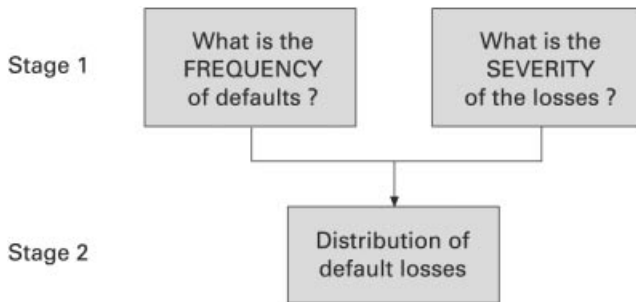 Stage 1
What is the
FREQUENCY
of defaults ?
What is the
SEVERITY
of the losses ?
Stage 2
Distribution of
default losses